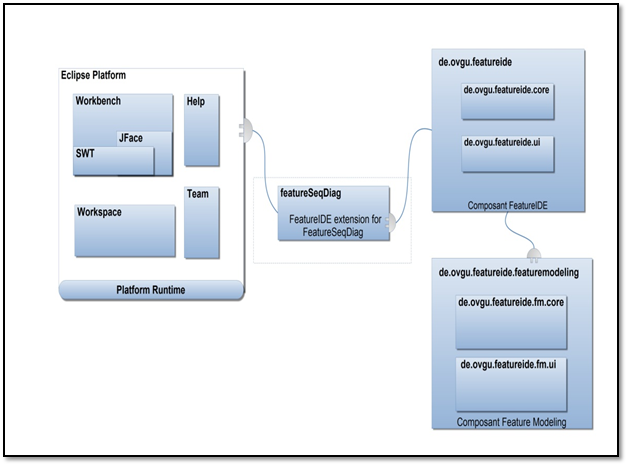 Eclipse Platform
Workbench
JFace
SWT
Help
Workspace
Team
Platform Runtime
featureSeqDiag
FeatureIDE extension for
FeatureSeqDiag
de.ovgu.featureide
de.ovgu.featureide.core
de.ovgu.featureide.ui
Composant FeatureIDE
de.ovgu.featureide.featuremodeling
de.ovgu.featureide.fm.core
de.ovgu.featureide.fm.ui
Composant Feature Modeling